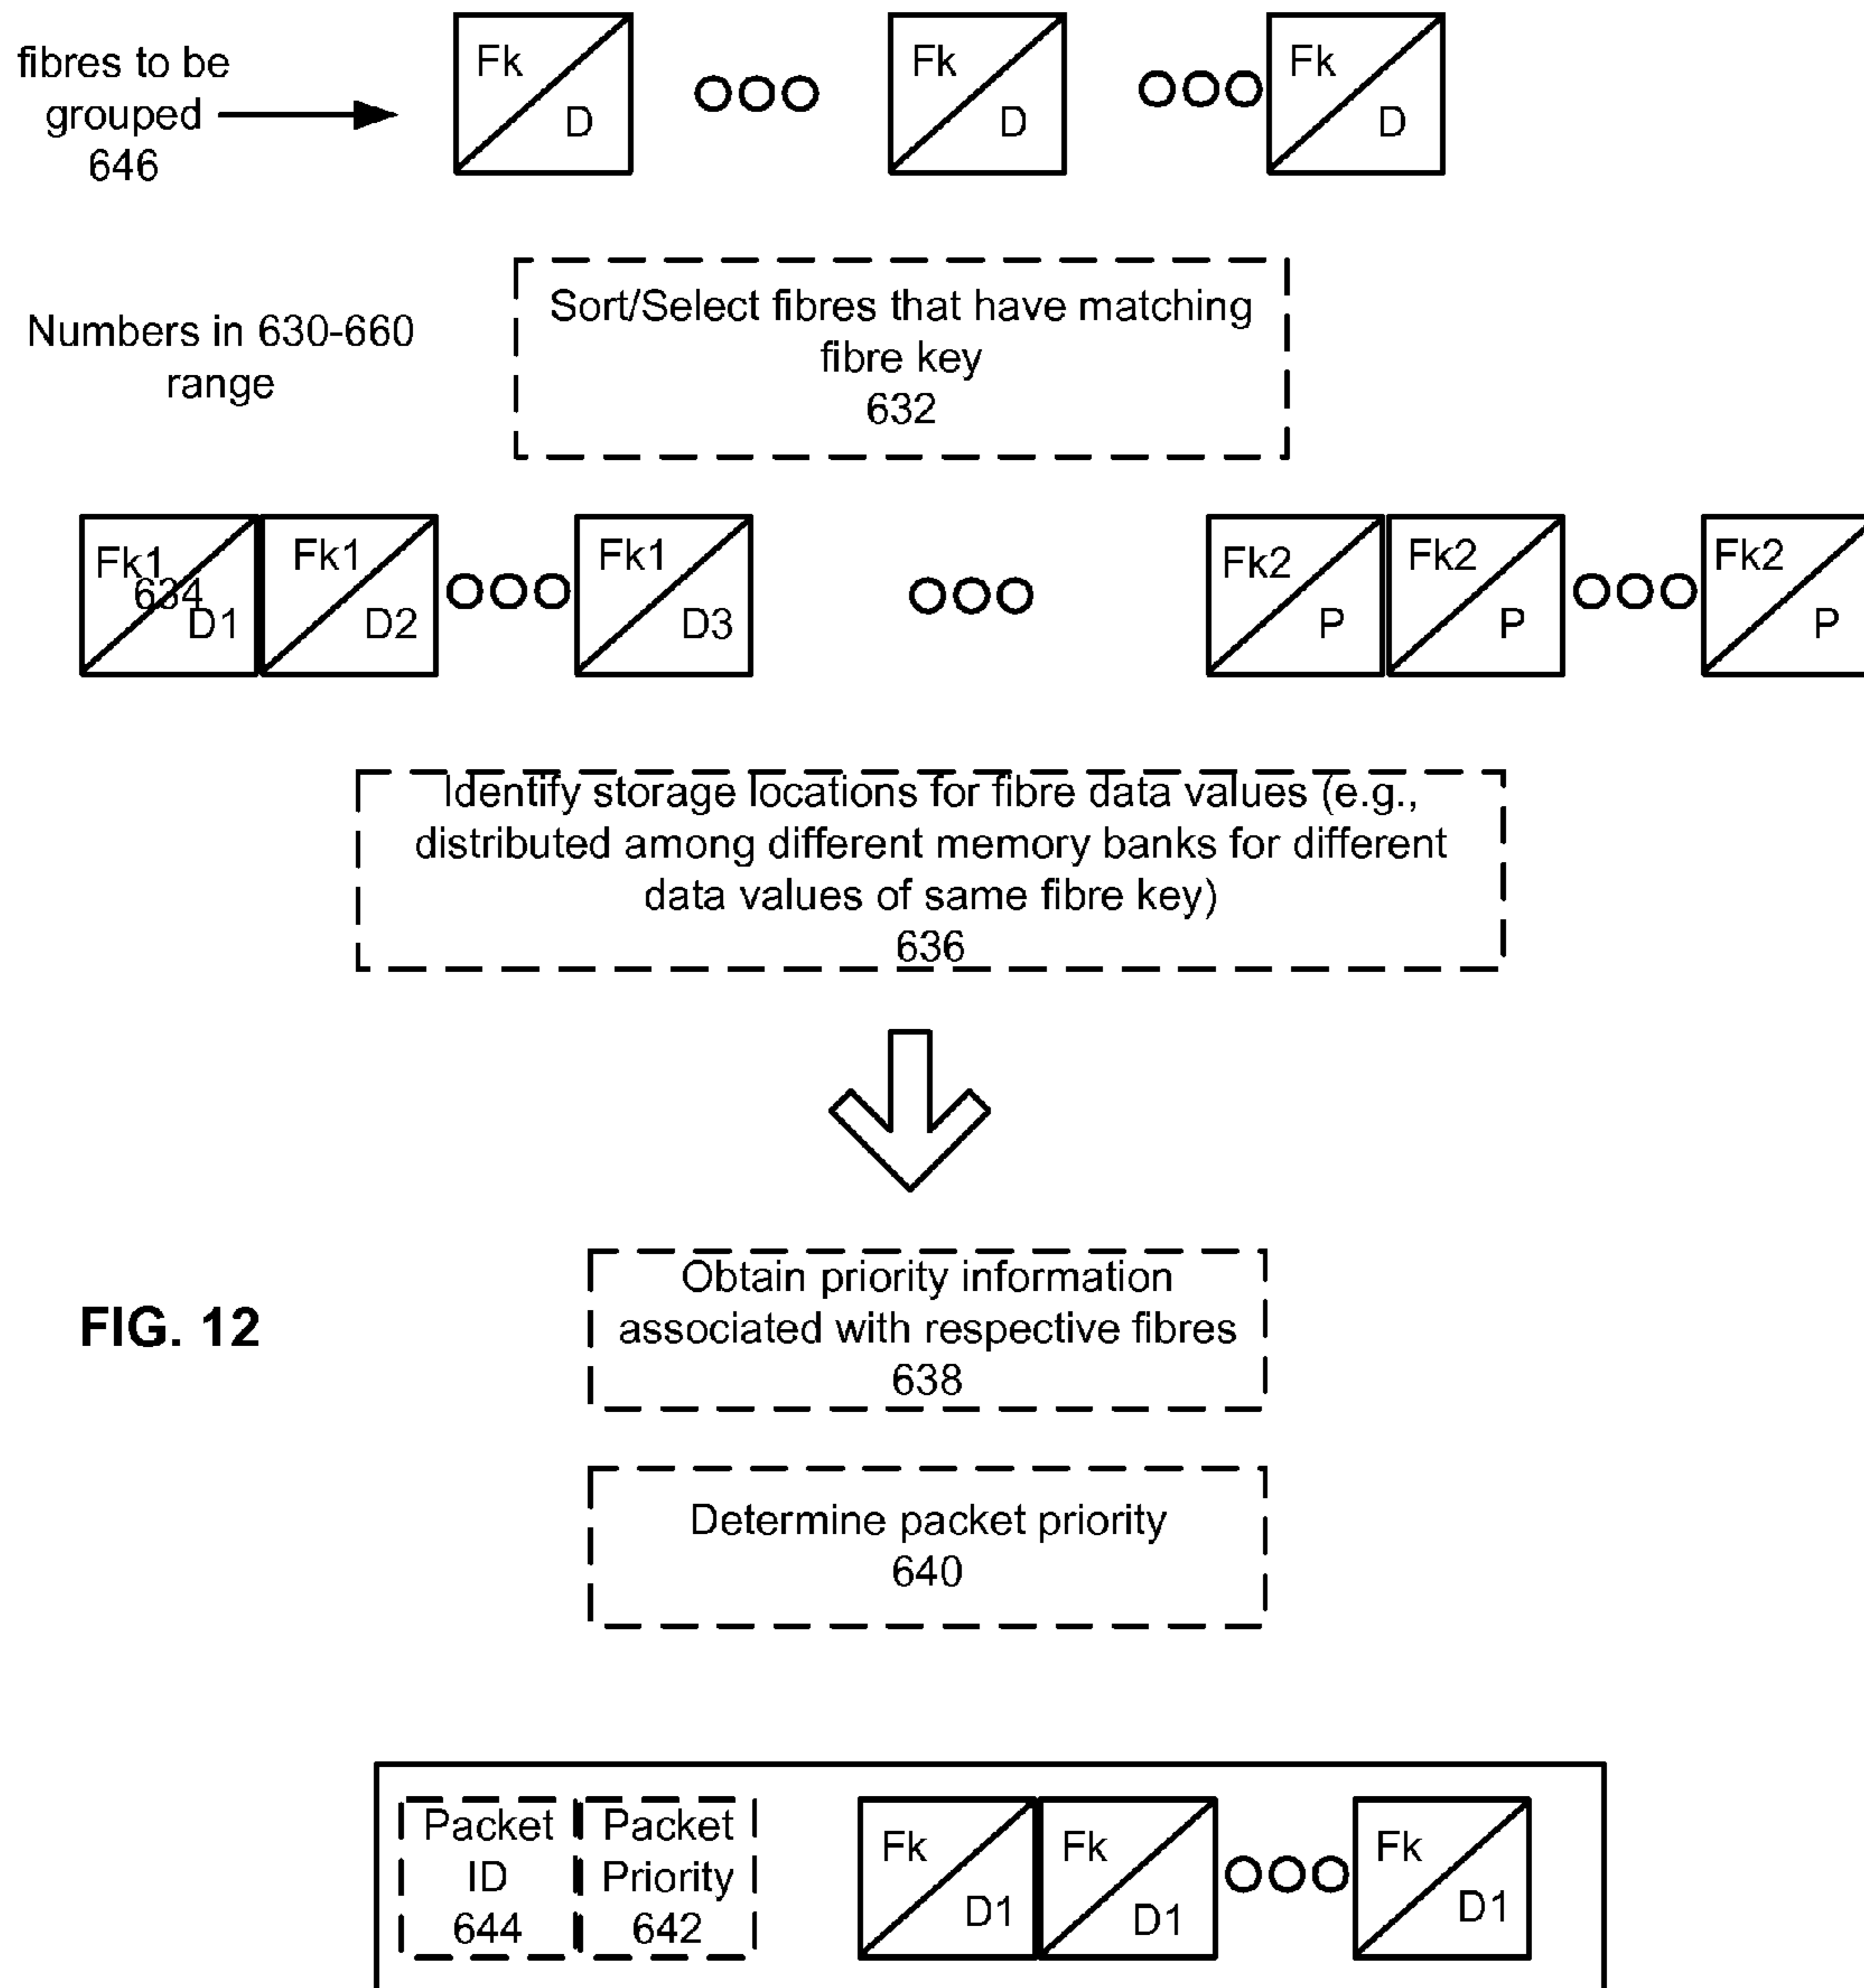 fibres to be
grouped
646
Fk
D
Fk
D
Fk
D
Numbers in 630-660
range
Sort/Select fibres that have matching
fibre key
632
Fk1
634
D1
Fk1
D2
Fk1
D3
Fk2
P
Fk2
P
Fk2
P
Identify storage locations for fibre data values (e.g.,
distributed among different memory banks for different
data values of same fibre key)
636
FIG. 12
Obtain priority information
associated with respective fibres
638
Determine packet priority
640
Packet
ID
644
Packet
Priority
642
Fk
D1
Fk
D1
Fk
D1